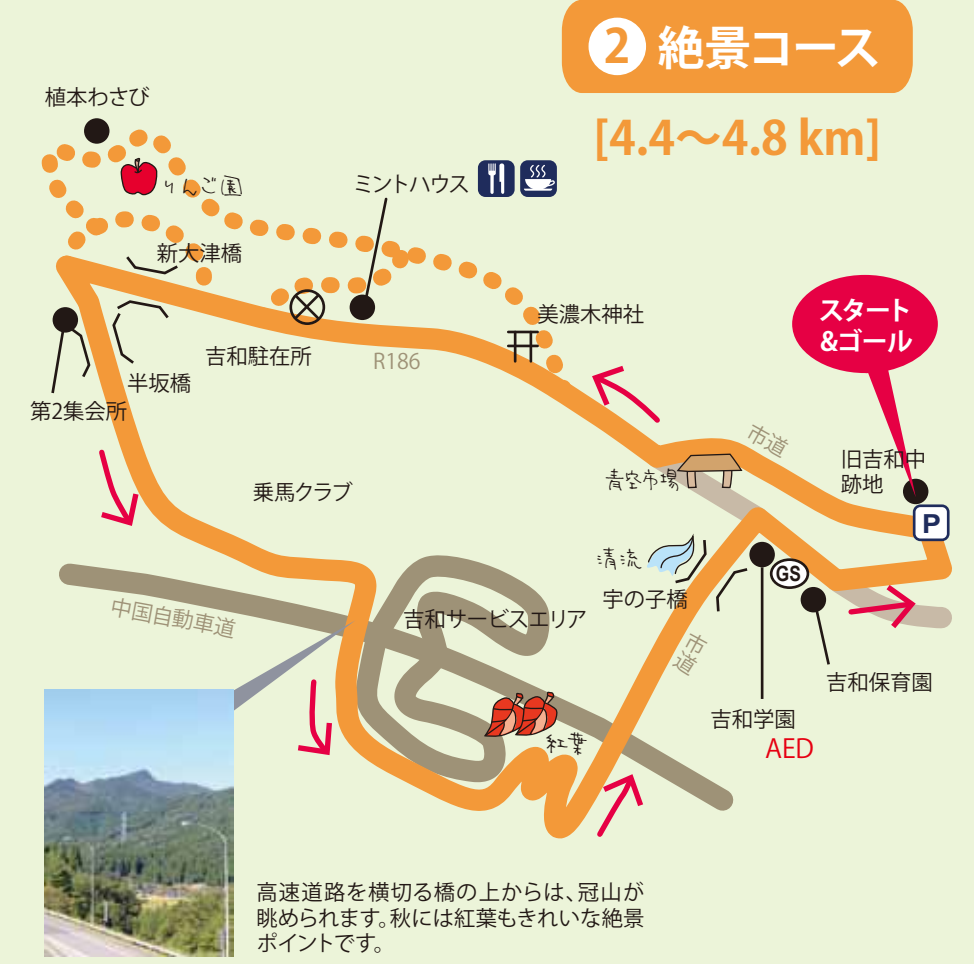 2 絶景コース
[4.4～4.8 km]
植本わさび
りんご園
ミントハウス
新大津橋
美濃木神社
スタート
&ゴール
吉和駐在所
R186
半坂橋
第2集会所
市道
旧吉和中
跡地
P
青空市場
乗馬クラブ
清流
GS
宇の子橋
中国自動車道
吉和サービスエリア
市道
吉和保育園
吉和学園
AED
紅葉
高速道路を横切る橋の上からは、冠山が
眺められます。秋には紅葉もきれいな絶景
ポイントです。